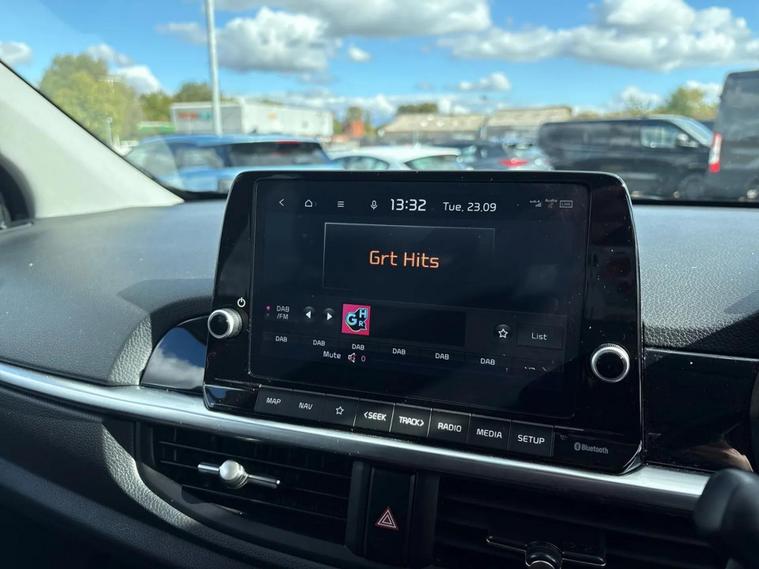 13:32 Tue, 23.09
Grt Hits
DAB
/FM
GHR
List
DAB DAB DAB DAB DAB DAB
Mute 0
MAP NAV <SEEK TRACK> RADIO MEDIA SETUP
Bluetooth